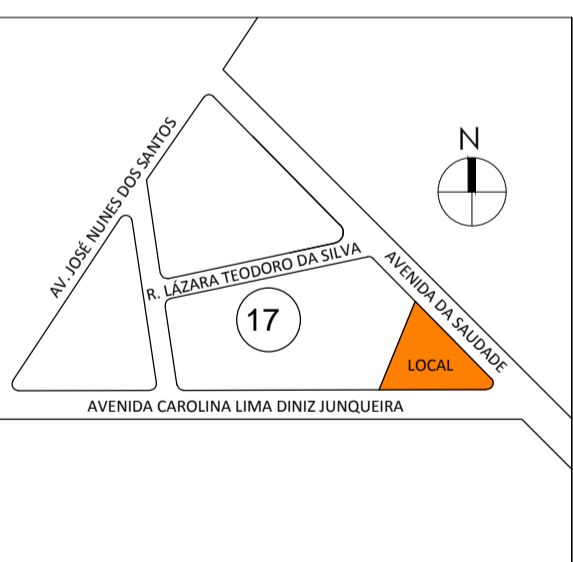 N
AV. JOSÉ NUNES DOS SANTOS
R. LÁZARA TEODORO DA SILVA
AVENIDA DA SAUDADE
17
LOCAL
AVENIDA CAROLINA LIMA DINIZ JUNQUEIRA